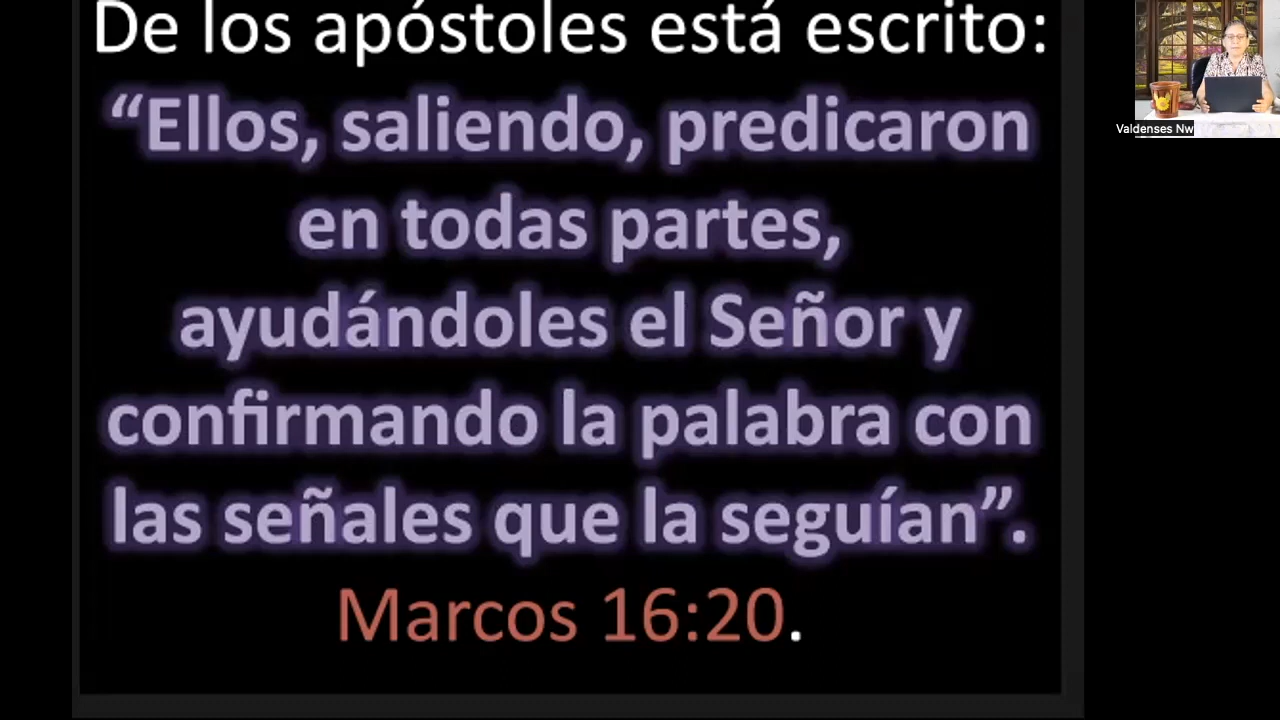 De los apóstoles está escrito:
“Ellos, saliendo, predicaron
en todas partes,
ayudándoles el Señor y
confirmando la palabra con
las señales que la seguían”.
Marcos 16:20.
Valdenses Nw